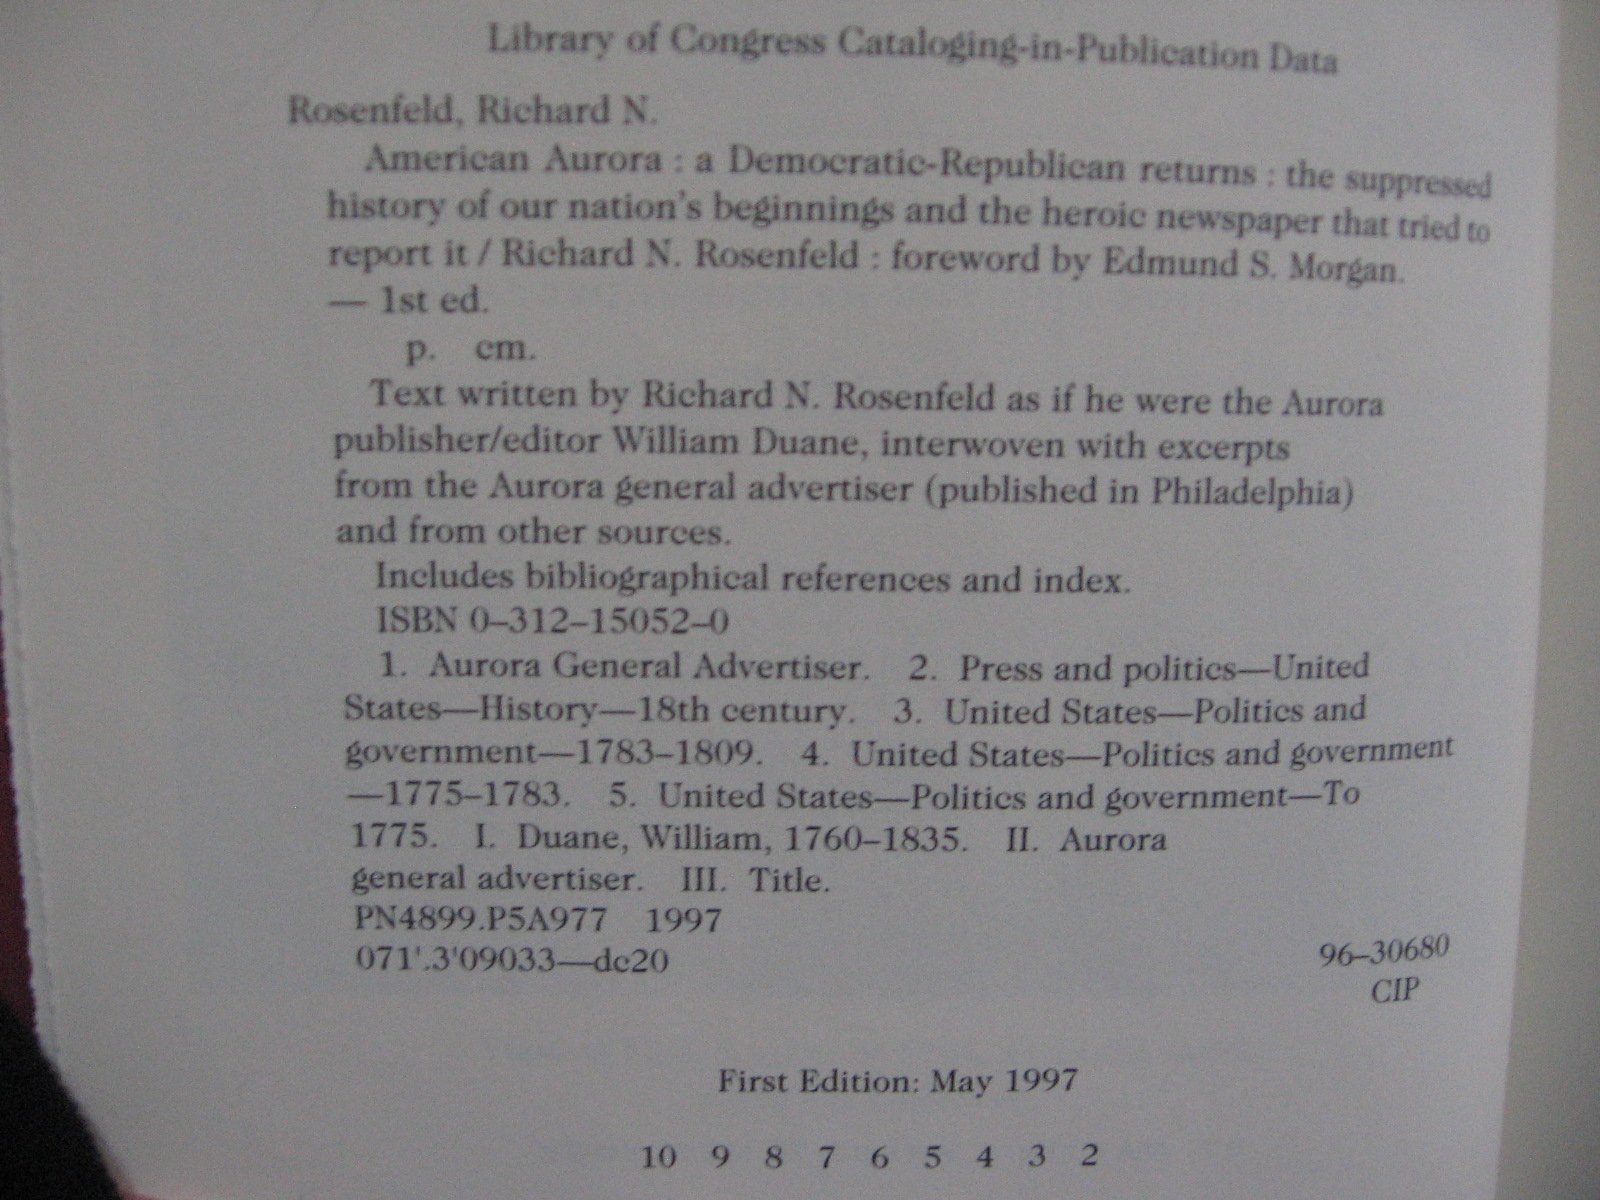 Library of Congress Cataloging-in-Publication Data
Rosenfeld, Richard N.
American Aurora : a Democratic-Republican returns : the suppressed
history of our nation's beginnings and the heroic newspaper that tried to
report it / Richard N. Rosenfeld : foreword by Edmund S. Morgan.
— 1st ed.
p. cm.
Text written by Richard N. Rosenfeld as if he were the Aurora
publisher/editor William Duane, interwoven with excerpts
from the Aurora general advertiser (published in Philadelphia)
and from other sources.
Includes bibliographical references and index.
ISBN 0–312–15052–0
1. Aurora General Advertiser. 2. Press and politics—United
States—History—18th century. 3. United States—Politics and
government—1783–1809. 4. United States—Politics and government
—1775–1783. 5. United States—Politics and government—To
1775. I. Duane, William, 1760–1835. II. Aurora
general advertiser. III. Title.
PN4899.P5A977 1997
071'.3'09033—dc20
96–30680
CIP
First Edition: May 1997
10 9 8 7 6 5 4 3 2